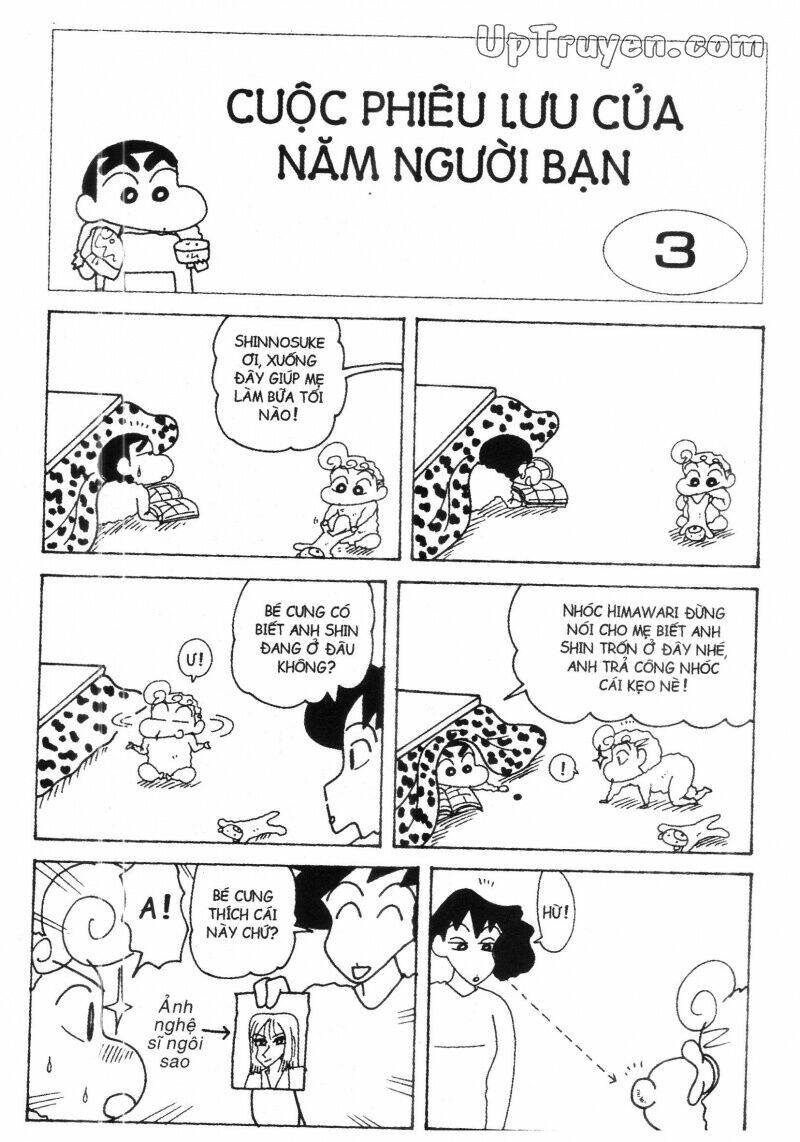 UpTruyen.com
CUỘC PHIÊU LƯU CỦA
NĂM NGƯỜI BẠN
3
SHINNOSUKE
ƠI, XUỐNG
ĐÂY GIÚP MẸ
LÀM BỮA TỐI
NÀO!
Ư!
BÉ CƯNG CÓ
BIẾT ANH SHIN
ĐANG Ở ĐÂU
KHÔNG?
NHÓC HIMAWARI ĐỪNG
NÓI CHO MẸ BIẾT ANH
SHIN TRỐN Ở ĐÂY NHÉ,
ANH TRẢ CÔNG NHÓC
CÁI KẸO NÈ!
!
A!
BÉ CƯNG
THÍCH CÁI
NÀY CHỨ?
Ảnh
nghệ
sĩ ngôi
sao
HỪ!